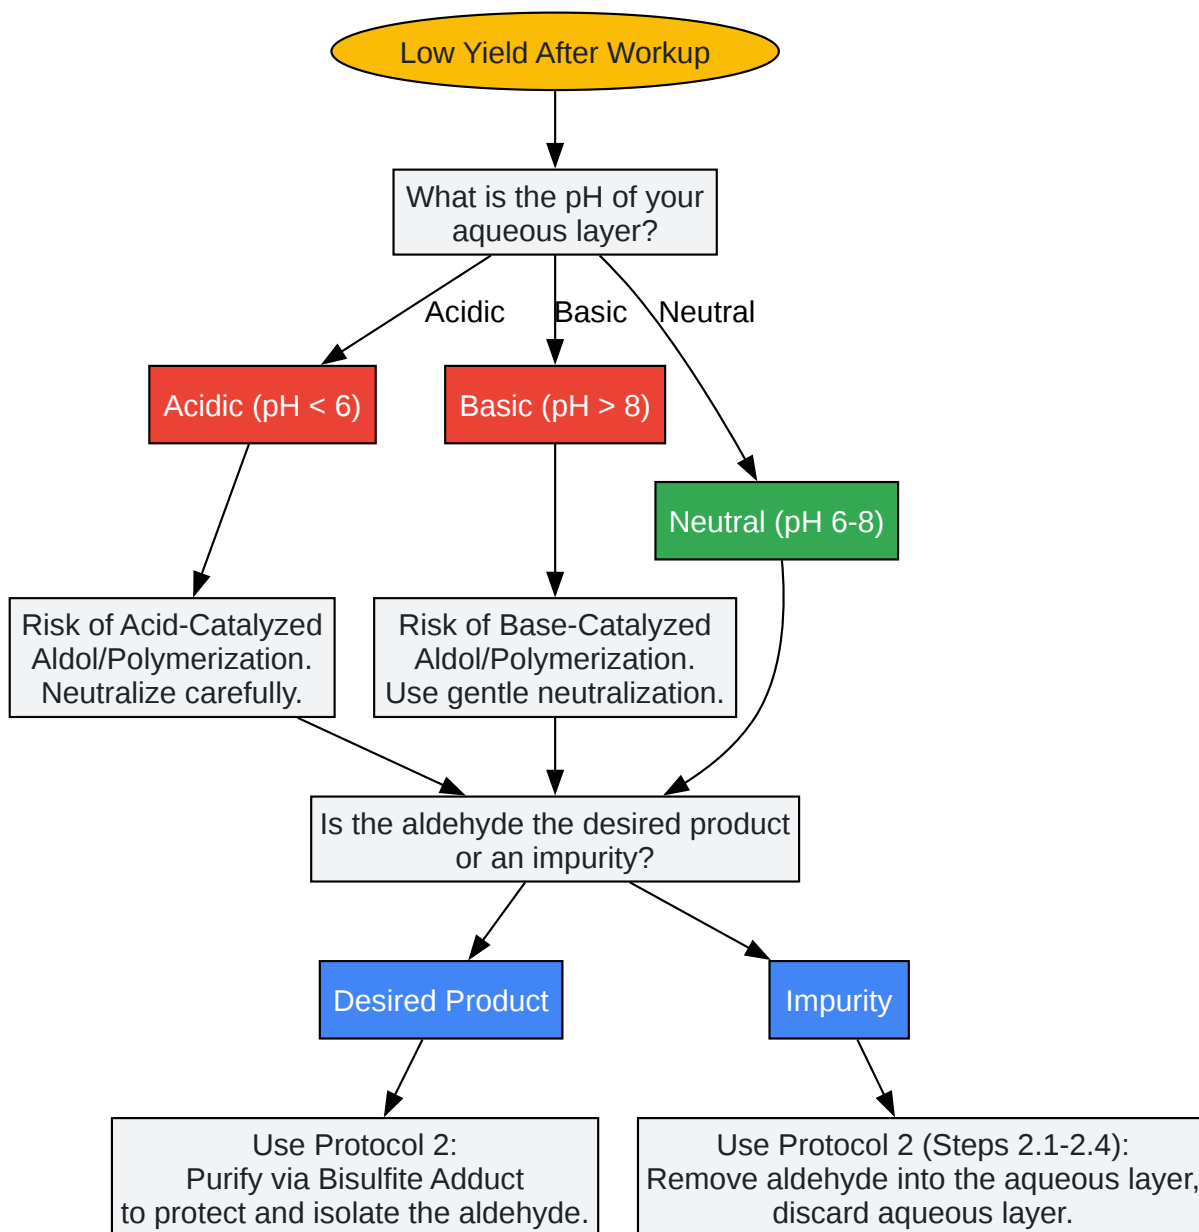 Low Yield After Workup
What is the pH of your
aqueous layer?
Acidic
Basic
Neutral
Acidic (pH < 6)
Basic (pH > 8)
Neutral (pH 6-8)
Risk of Acid-Catalyzed
Aldol/Polymerization.
Neutralize carefully.
Risk of Base-Catalyzed
Aldol/Polymerization.
Use gentle neutralization.
Is the aldehyde the desired product
or an impurity?
Desired Product
Impurity
Use Protocol 2:
Purify via Bisulfite Adduct
to protect and isolate the aldehyde.
Use Protocol 2 (Steps 2.1-2.4):
Remove aldehyde into the aqueous layer,
discard aqueous layer.